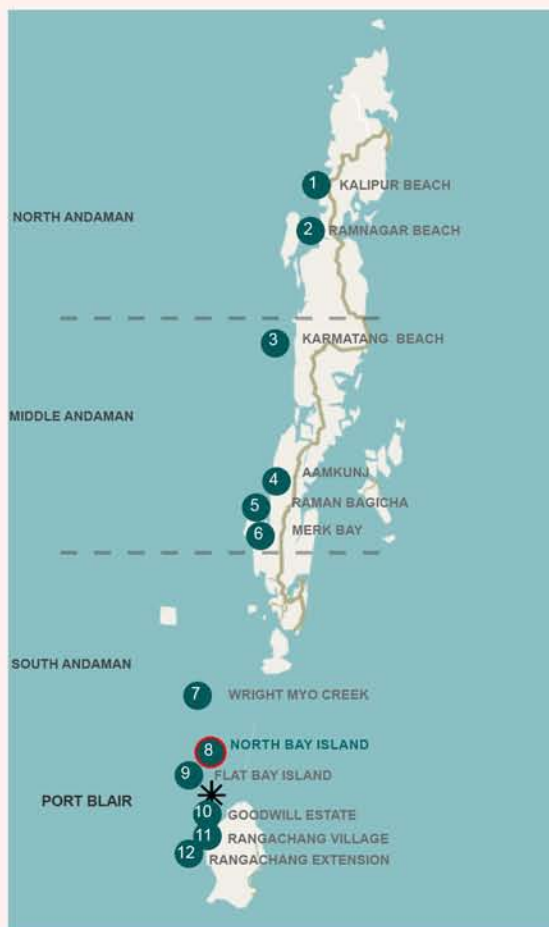 1 KALIPUR BEACH
NORTH ANDAMAN
2 RAMNAGAR BEACH
3 KARMATANG BEACH
MIDDLE ANDAMAN
4 AAMKUNJ
5 RAMAN BAGICHA
6 MERK BAY
SOUTH ANDAMAN
7 WRIGHT MYO CREEK
8 NORTH BAY ISLAND
9 FLAT BAY ISLAND
PORT BLAIR
10 GOODWILL ESTATE
11 RANGACHANG VILLAGE
12 RANGACHANG EXTENSION